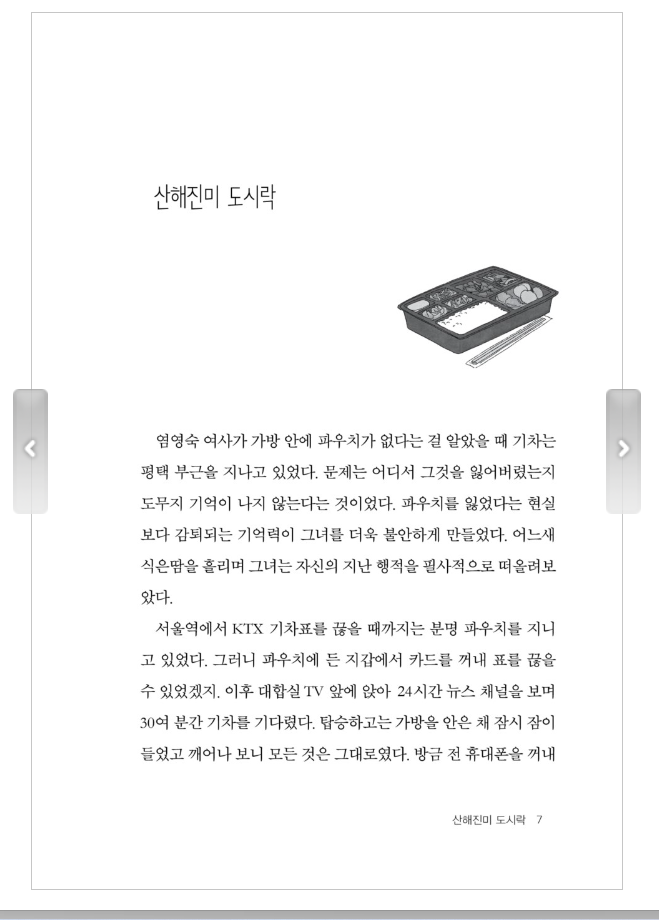 산해진미 도시락
염영숙 여사가 가방 안에 파우치가 없다는 걸 알았을 때 기차는
평택 부근을 지나고 있었다. 문제는 어디서 그것을 잃어버렸는지
도무지 기억이 나지 않는다는 것이었다. 파우치를 잃었다는 현실
보다 감퇴되는 기억력이 그녀를 더욱 불안하게 만들었다. 어느새
식은땀을 흘리며 그녀는 자신의 지난 행적을 필사적으로 떠올려보
았다.
서울역에서 KTX 기차표를 끊을 때까지는 분명 파우치를 지니
고 있었다. 그러니 파우치에 든 지갑에서 카드를 꺼내 표를 끊을
수 있었겠지. 이후 대합실 TV 앞에 앉아 24시간 뉴스 채널을 보며
30여 분간 기차를 기다렸다. 탑승하고는 가방을 안은 채 잠시 잠이
들었고 깨어나 보니 모든 것은 그대로였다. 방금 전 휴대폰을 꺼내
산해진미 도시락 7